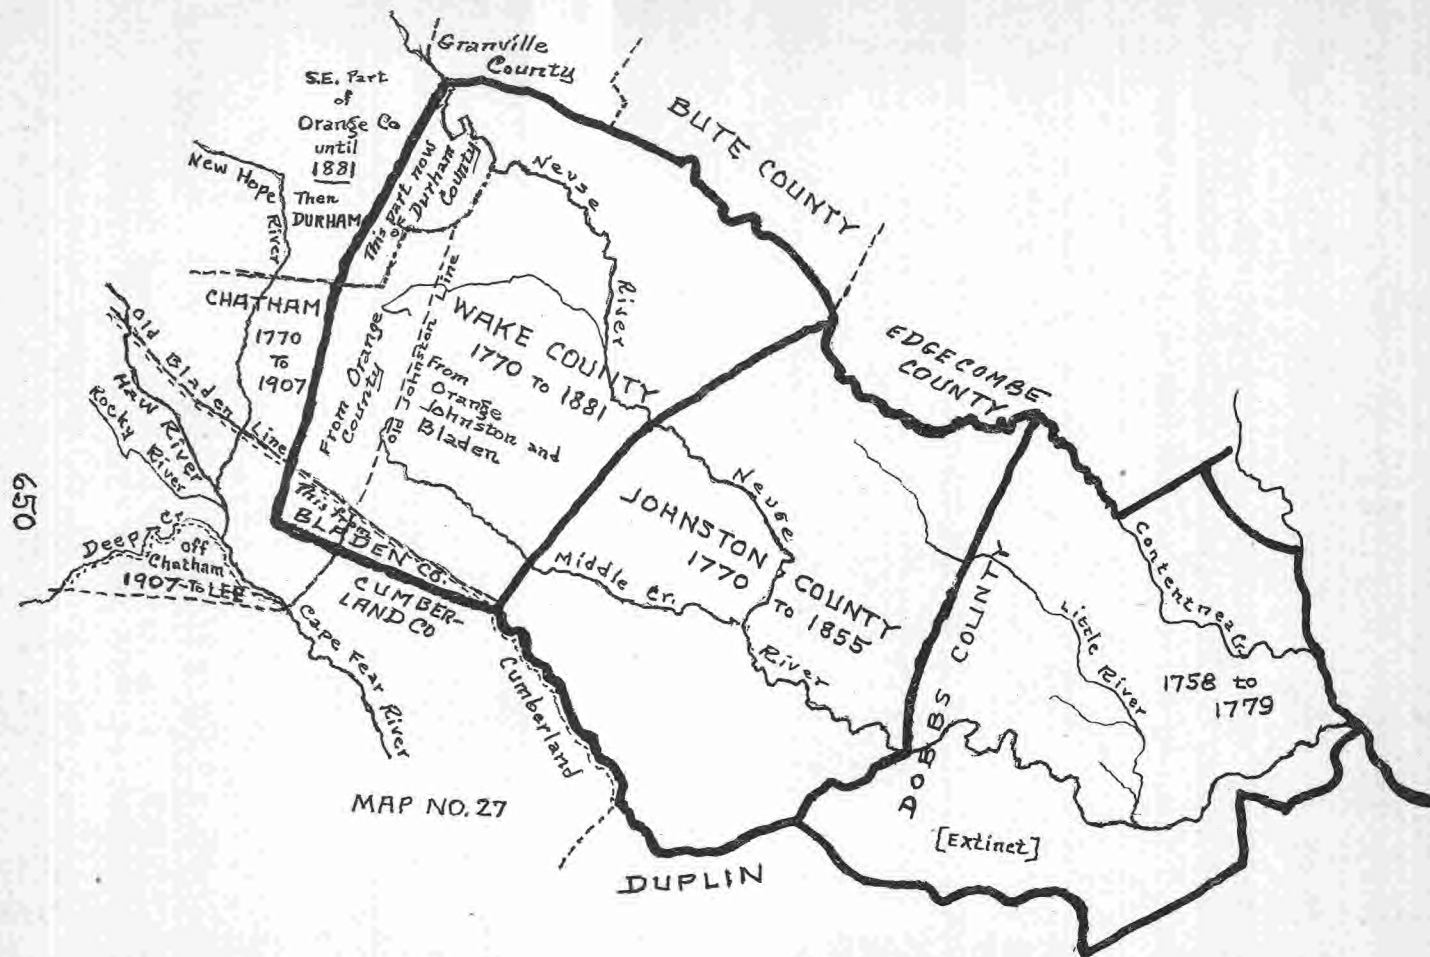 Granville
County
S.E. Part
of
Orange Co
until
1881
Then
DURHAM
BUTE COUNTY
New Hope
River
This part now
of Durham
County
Neuse
River
CHATHAM
1770
To
1907
Old Bladen Line
Haw River
Rocky
River
From Orange
County
Old Johnston Line
WAKE COUNTY
1770 to 1881
From
Orange
Johnston and
Bladen
EDGECOMBE
COUNTY
This from
BLADEN CO.
Deep
Cr.
Off
Chatham
1907-To LEE
CUMBER-
LAND CO
Cape Fear
River
Cumberland
Middle Cr.
Neuse
River
JOHNSTON
COUNTY
1770
to 1855
DOBBS COUNTY
Contentnea Cr.
Little River
1758 to
1779
[Extinct]
DUPLIN
MAP NO. 27
650